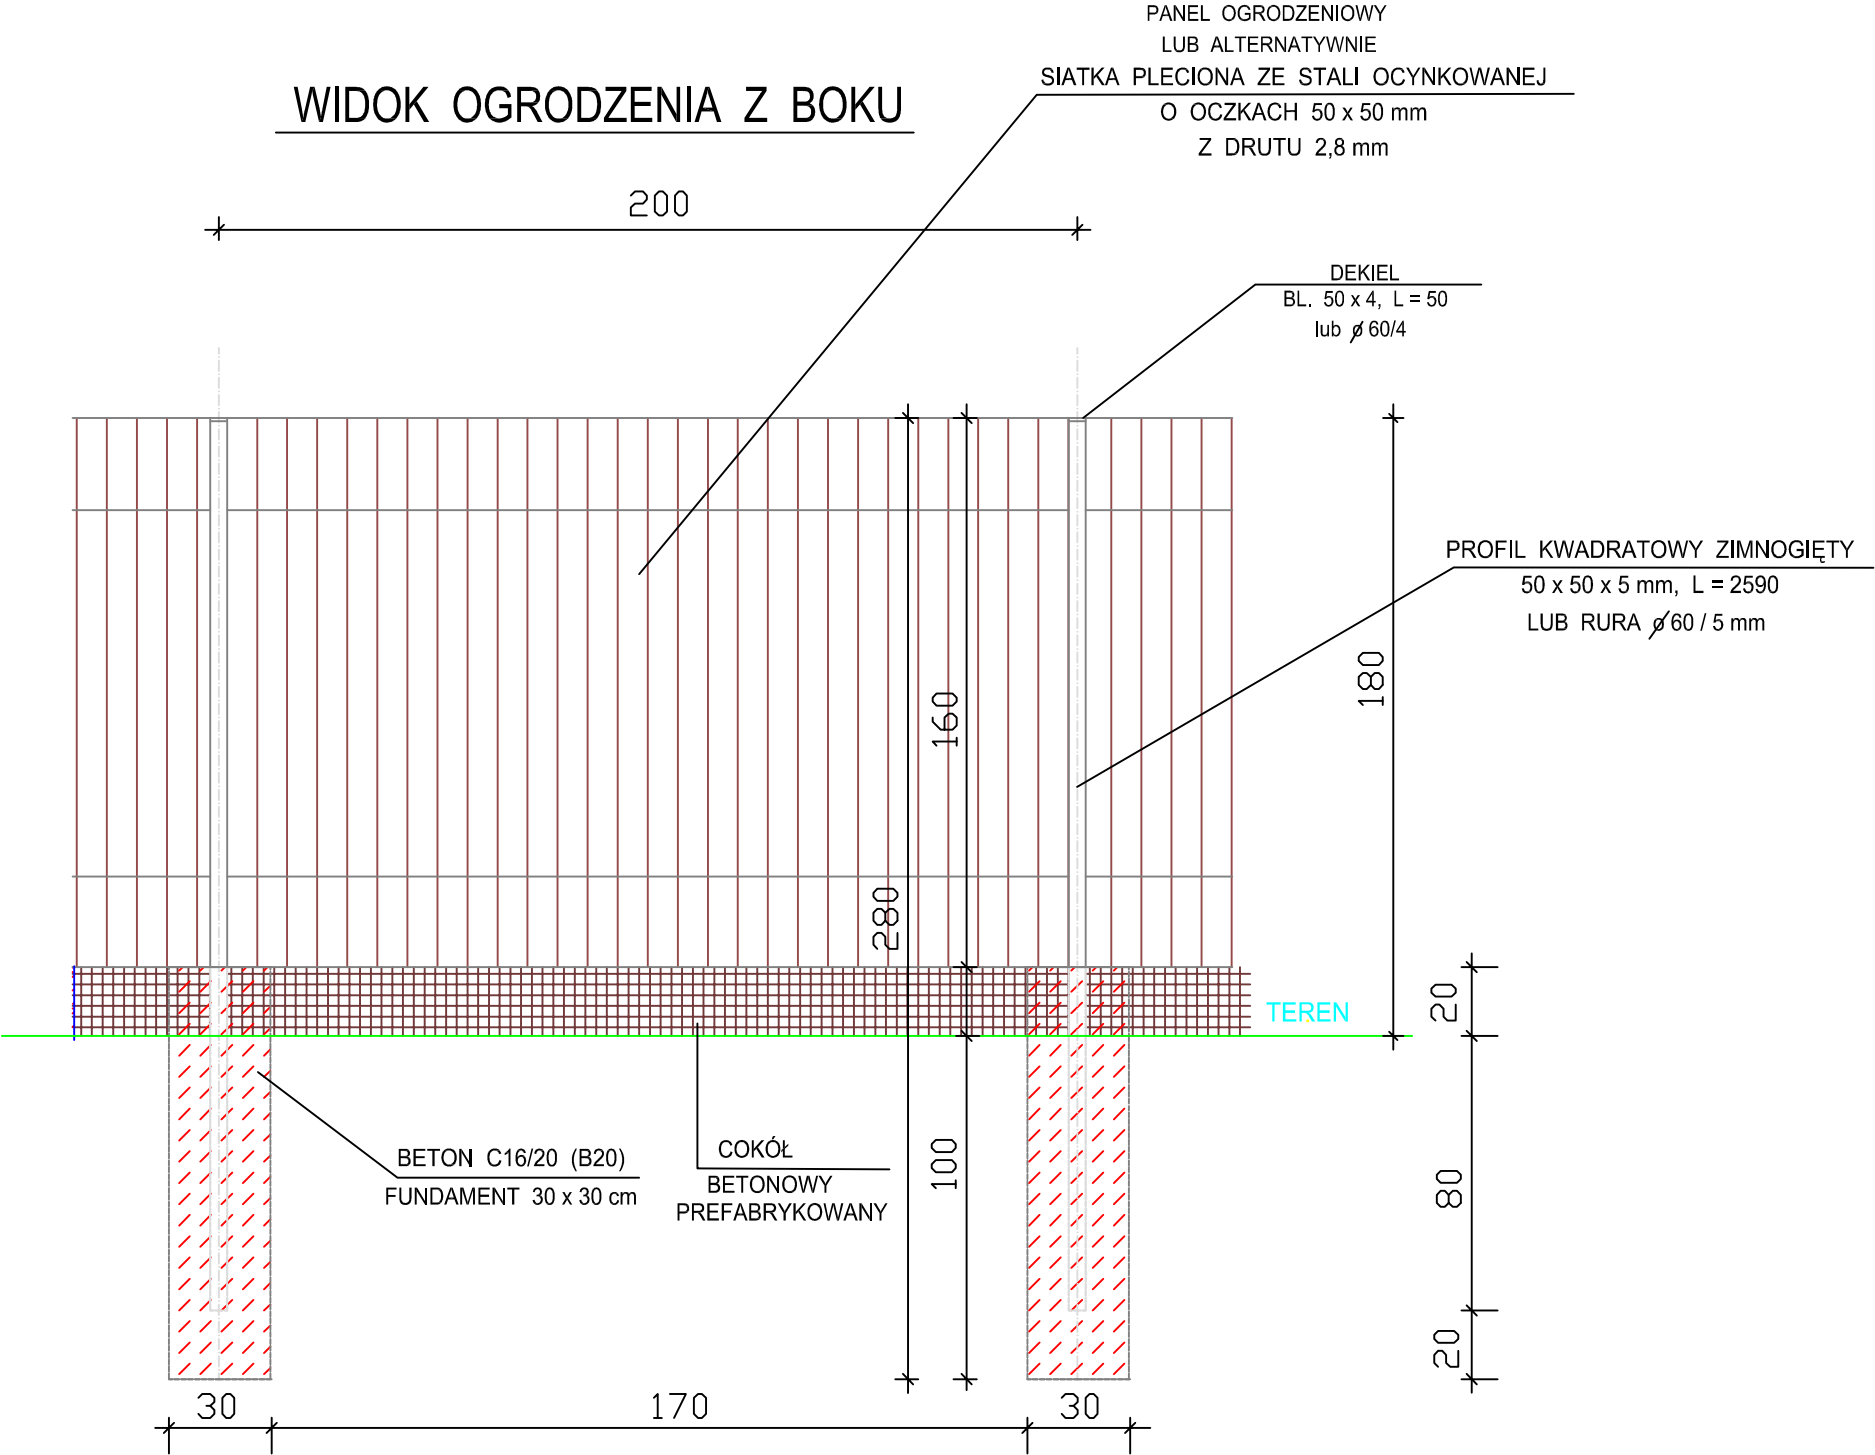 PANEL OGRODZENIOWY
LUB ALTERNATYWNIE
SIATKA PLECIONA ZE STALI OCYNKOWANEJ
O OCZKACH 50 x 50 mm
Z DRUTU 2,8 mm
WIDOK OGRODZENIA Z BOKU
200
DEKIEL
BL. 50 x 4, L = 50
lub ø 60/4
PROFIL KWADRATOWY ZIMNOGIĘTY
50 x 50 x 5 mm, L = 2590
LUB RURA ø 60 / 5 mm
180
160
280
20
TEREN
BETON C16/20 (B20)
FUNDAMENT 30 x 30 cm
COKÓŁ
BETONOWY
PREFABRYKOWANY
100
80
20
30
170
30